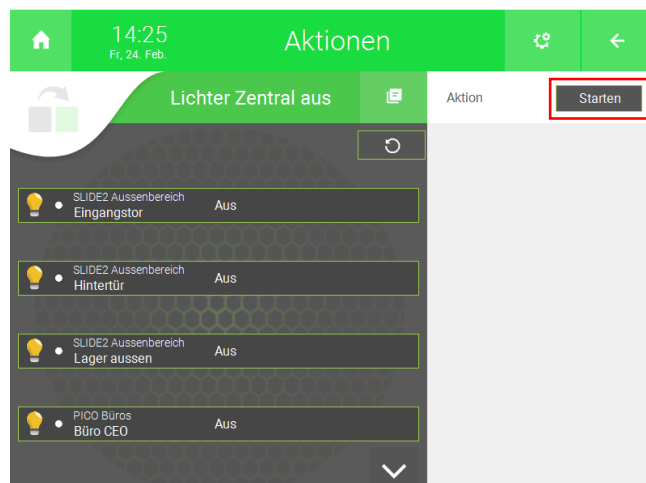 14:25
Fr, 24. Feb.
Aktionen
Lichter Zentral aus
Aktion
Starten
SLIDE2 Aussenbereich
Eingangstor
Aus
SLIDE2 Aussenbereich
Hintertür
Aus
SLIDE2 Aussenbereich
Lager aussen
Aus
PICO Büros
Büro CEO
Aus